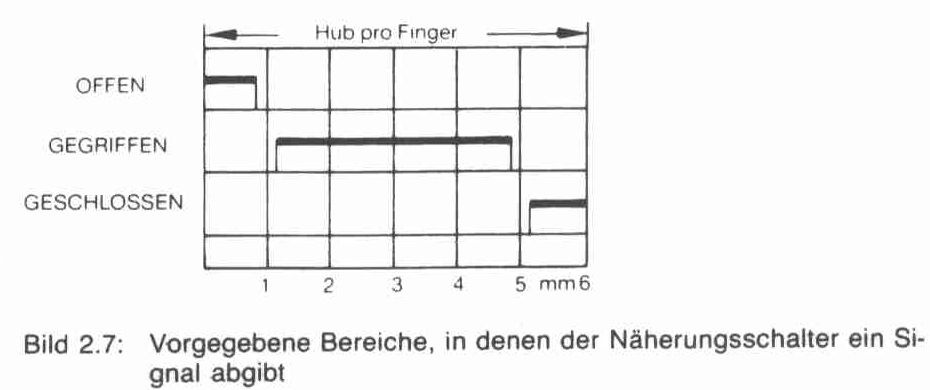 Hub pro Finger
OFFEN
GEGRIFFEN
GESCHLOSSEN
1 2 3 4 5 mm 6
Bild 2.7: Vorgegebene Bereiche, in denen der Näherungsschalter ein Si-
gnal abgibt